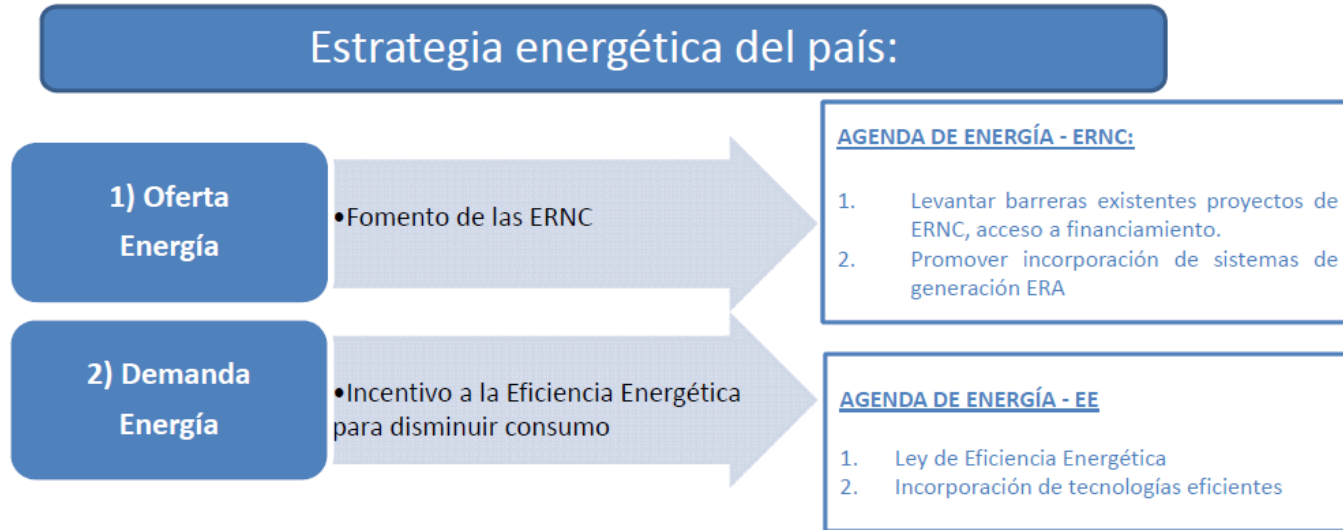 Estrategia energética del país:
1) Oferta
Energía
•Fomento de las ERNC
AGENDA DE ENERGÍA - ERNC:
1. Levantar barreras existentes proyectos de
ERNC, acceso a financiamiento.
2. Promover incorporación de sistemas de
generación ERA
2) Demanda
Energía
•Incentivo a la Eficiencia Energética
para disminuir consumo
AGENDA DE ENERGÍA - EE
1. Ley de Eficiencia Energética
2. Incorporación de tecnologías eficientes